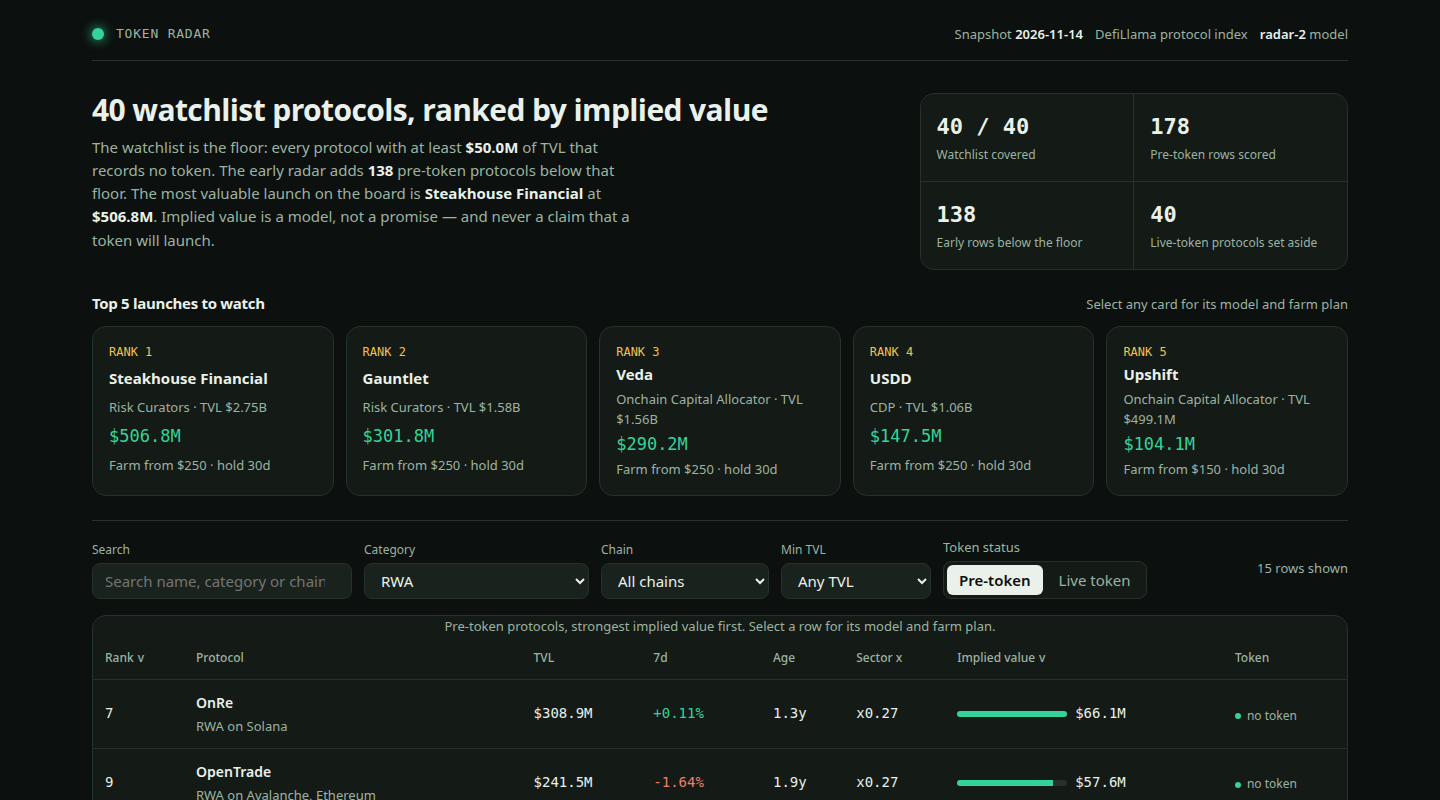 TOKEN RADAR
Snapshot 2026-11-14 DefiLlama protocol index radar-2 model
40 watchlist protocols, ranked by implied value
The watchlist is the floor: every protocol with at least $50.0M of TVL that
records no token. The early radar adds 138 pre-token protocols below that
floor. The most valuable launch on the board is Steakhouse Financial at
$506.8M. Implied value is a model, not a promise — and never a claim that a
token will launch.
40 / 40
Watchlist covered
178
Pre-token rows scored
138
Early rows below the floor
40
Live-token protocols set aside
Top 5 launches to watch
Select any card for its model and farm plan
RANK 1
Steakhouse Financial
Risk Curators · TVL $2.75B
$506.8M
Farm from $250 · hold 30d
RANK 2
Gauntlet
Risk Curators · TVL $1.58B
$301.8M
Farm from $250 · hold 30d
RANK 3
Veda
Onchain Capital Allocator · TVL
$1.56B
$290.2M
Farm from $250 · hold 30d
RANK 4
USDD
CDP · TVL $1.06B
$147.5M
Farm from $250 · hold 30d
RANK 5
Upshift
Onchain Capital Allocator · TVL
$499.1M
$104.1M
Farm from $150 · hold 30d
Search
Search name, category or chain
Category
RWA
Chain
All chains
Min TVL
Any TVL
Token status
Pre-token Live token
15 rows shown
Pre-token protocols, strongest implied value first. Select a row for its model and farm plan.
Rank v Protocol TVL 7d Age Sector x Implied value v Token
7 OnRe $308.9M +0.11% 1.3y x0.27 $66.1M no token
RWA on Solana
9 OpenTrade $241.5M -1.64% 1.9y x0.27 $57.6M no token
RWA on Avalanche, Ethereum